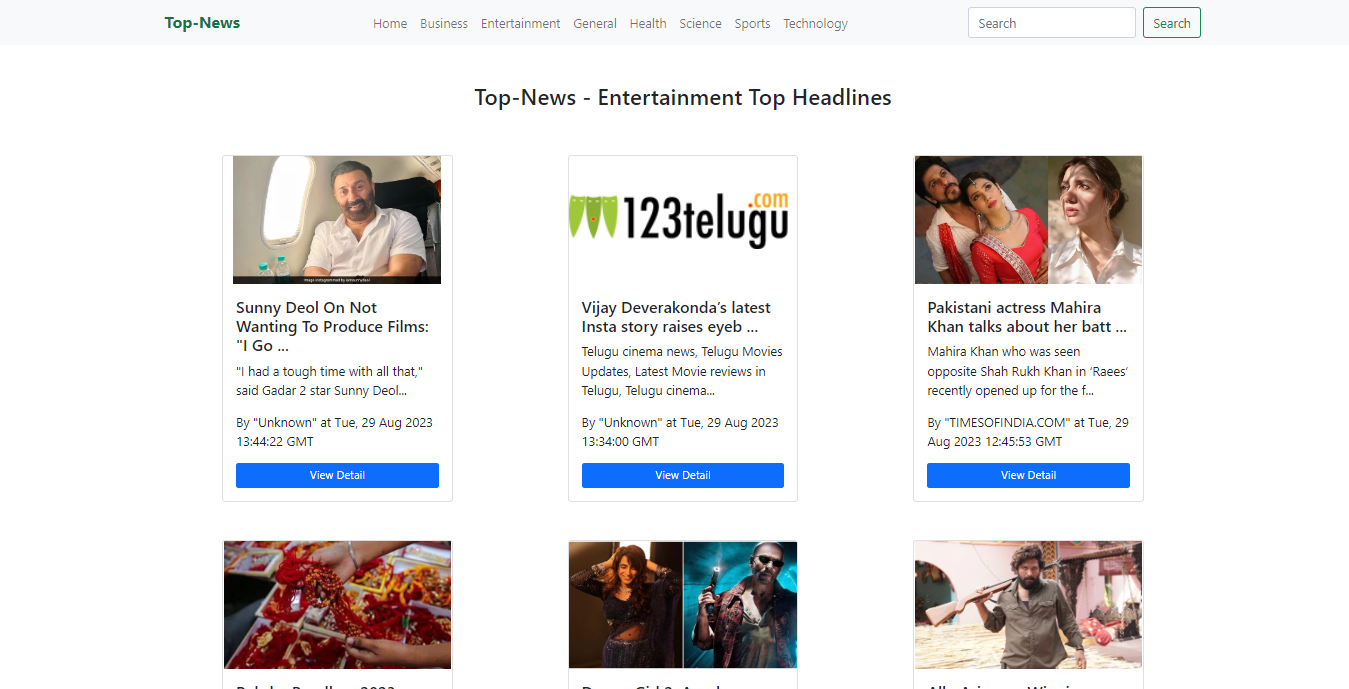 Top-News
Home Business Entertainment General Health Science Sports Technology
Search
Search
Top-News - Entertainment Top Headlines
Sunny Deol On Not
Wanting To Produce Films:
"I Go ...
"I had a tough time with all that,"
said Gadar 2 star Sunny Deol...
By "Unknown" at Tue, 29 Aug 2023
13:44:22 GMT
View Detail
123telugu
.com
Vijay Deverakonda’s latest
Insta story raises eyeb ...
Telugu cinema news, Telugu Movies
Updates, Latest Movie reviews in
Telugu, Telugu cinema...
By "Unknown" at Tue, 29 Aug 2023
13:34:00 GMT
View Detail
Pakistani actress Mahira
Khan talks about her batt ...
Mahira Khan who was seen
opposite Shah Rukh Khan in ‘Raees’
recently opened up for the f...
By "TIMESOFINDIA.COM" at Tue, 29
Aug 2023 12:45:53 GMT
View Detail